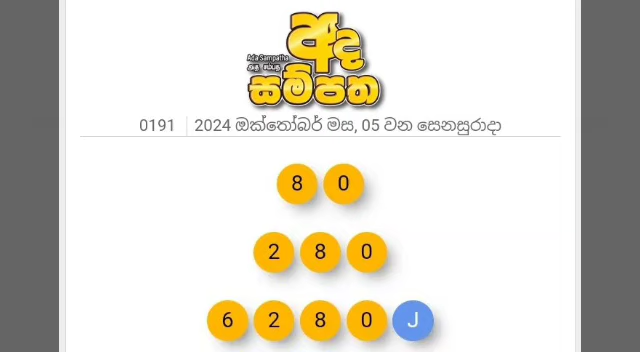 අද
Ada Sampatha
සම්පත
0191 2024 ඔක්තෝබර් මස, 05 වන සෙනසුරාදා
8 0
2 8 0
6 2 8 0 J